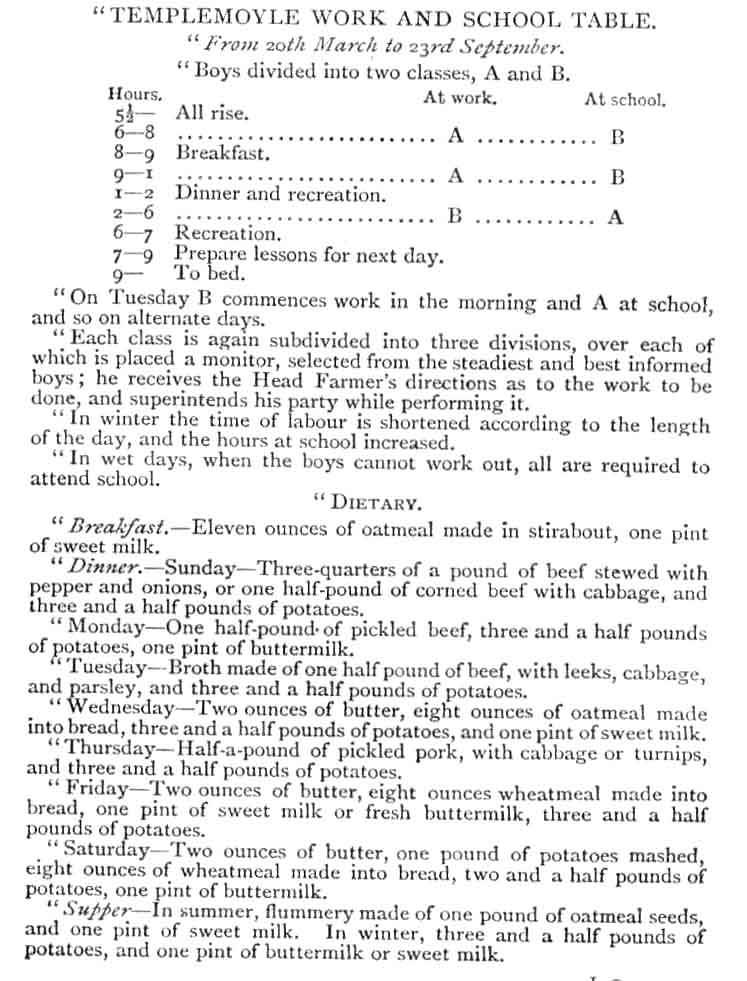 “TEMPLEMOYLE WORK AND SCHOOL TABLE.
“From 20th March to 23rd September.
“Boys divided into two classes, A and B.
Hours. At work. At school.
5½— All rise.
6—8 .......................... A ............ B
8—9 Breakfast.
9—1 .......................... A ............ B
1—2 Dinner and recreation.
2—6 .......................... B ............ A
6—7 Recreation.
7—9 Prepare lessons for next day.
9— To bed.
“On Tuesday B commences work in the morning and A at school,
and so on alternate days.
“Each class is again subdivided into three divisions, over each of
which is placed a monitor, selected from the steadiest and best informed
boys; he receives the Head Farmer's directions as to the work to be
done, and superintends his party while performing it.
“In winter the time of labour is shortened according to the length
of the day, and the hours at school increased.
“In wet days, when the boys cannot work out, all are required to
attend school.
“DIETARY.
“Breakfast.—Eleven ounces of oatmeal made in stirabout, one pint
of sweet milk.
“Dinner.—Sunday—Three-quarters of a pound of beef stewed with
pepper and onions, or one half-pound of corned beef with cabbage, and
three and a half pounds of potatoes.
“Monday—One half-pound of pickled beef, three and a half pounds
of potatoes, one pint of buttermilk.
“Tuesday—Broth made of one half pound of beef, with leeks, cabbage,
and parsley, and three and a half pounds of potatoes.
“Wednesday—Two ounces of butter, eight ounces of oatmeal made
into bread, three and a half pounds of potatoes, and one pint of sweet milk.
“Thursday—Half-a-pound of pickled pork, with cabbage or turnips,
and three and a half pounds of potatoes.
“Friday—Two ounces of butter, eight ounces wheatmeal made into
bread, one pint of sweet milk or fresh buttermilk, three and a half
pounds of potatoes.
“Saturday—Two ounces of butter, one pound of potatoes mashed,
eight ounces of wheatmeal made into bread, two and a half pounds of
potatoes, one pint of buttermilk.
“Supper—In summer, flummery made of one pound of oatmeal seeds,
and one pint of sweet milk. In winter, three and a half pounds of
potatoes, and one pint of buttermilk or sweet milk.